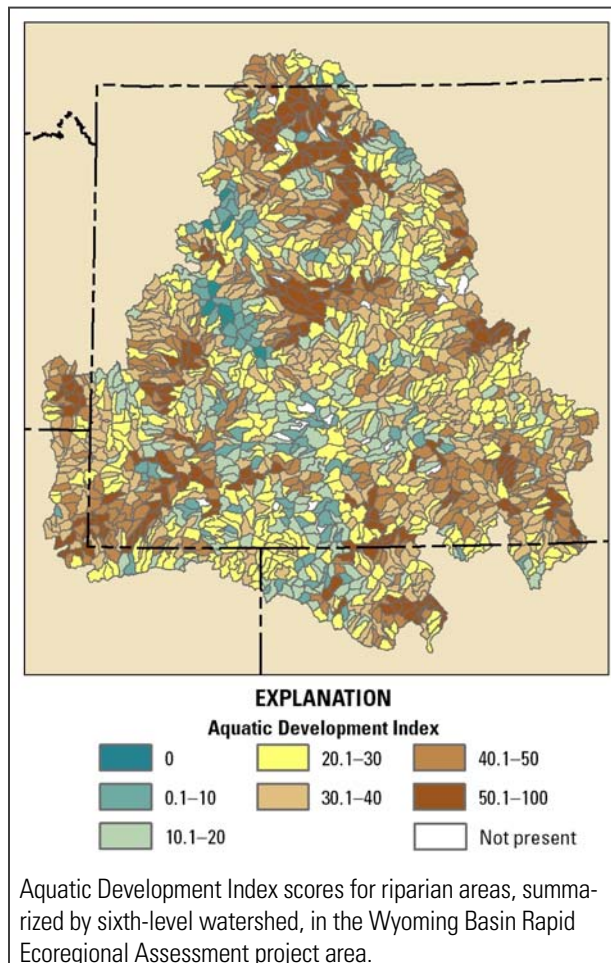 EXPLANATION
Aquatic Development Index
0
20.1–30
40.1–50
0.1–10
30.1–40
50.1–100
10.1–20
Not present
Aquatic Development Index scores for riparian areas, summa-
rized by sixth-level watershed, in the Wyoming Basin Rapid
Ecoregional Assessment project area.